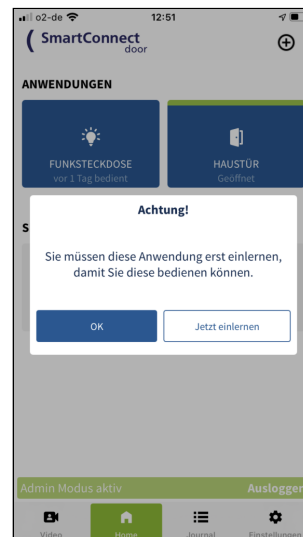 o2-de 12:51
SmartConnect
door
ANWENDUNGEN
FUNKSTECKDOSE
vor 1 Tag bedient
HAUSTÜR
Geöffnet
S
Achtung!
Sie müssen diese Anwendung erst einlernen,
damit Sie diese bedienen können.
OK
Jetzt einlernen
Admin Modus aktiv
Ausloggen
Video
Home
Journal
Einstellungen